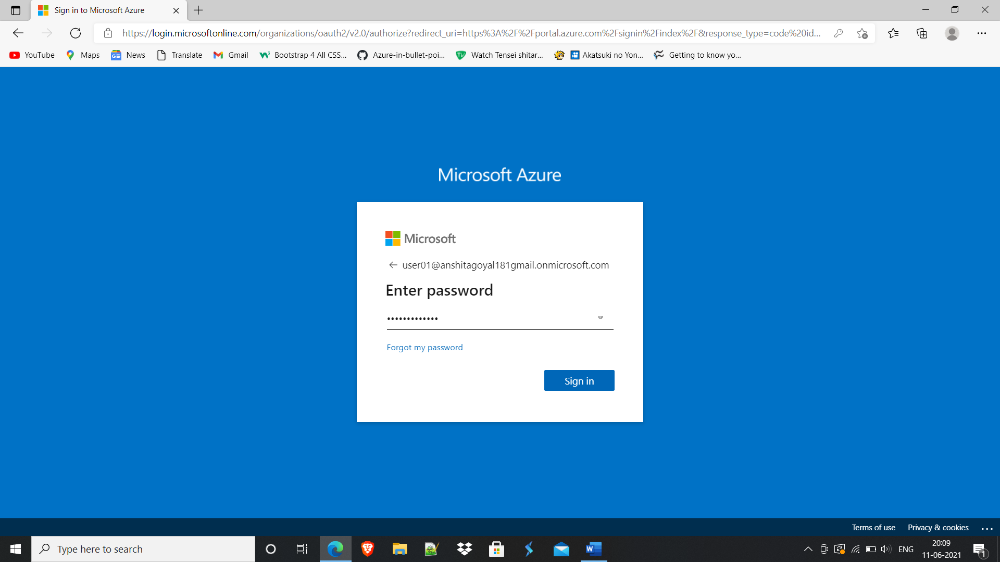 Sign in to Microsoft Azure
https://login.microsoftonline.com/organizations/oauth2/v2.0/authorize?redirect_uri=https%3A%2F%2Fportal.azure.com%2Fsignin%2Findex%2F&response_type=code%20id...
YouTube Maps News Translate Gmail Bootstrap 4 All CSS... Azure-in-bullet-poi... Watch Tensei shitar... Akatsuki no Yon... Getting to know yo...
Microsoft Azure
Microsoft
user01@anshitagoyal181gmail.onmicrosoft.com
Enter password
•••••••••••••
Forgot my password
Sign in
Terms of use Privacy & cookies ...
Type here to search
ENG
20:09
11-06-2021
1